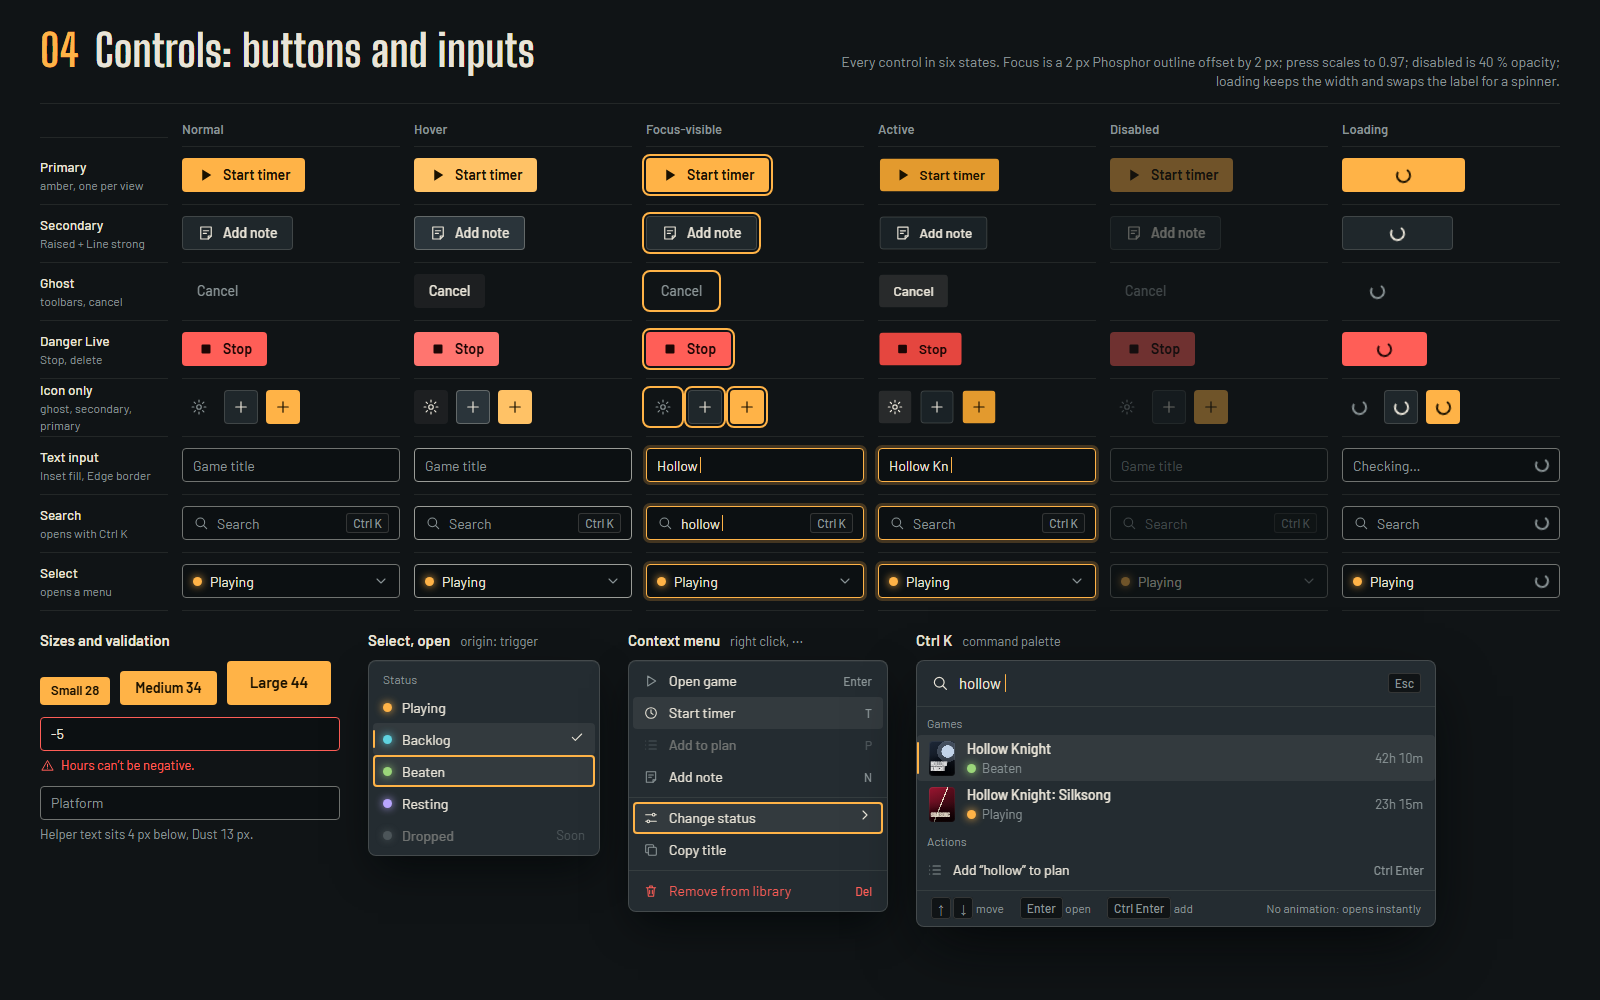 04 Controls: buttons and inputs
Every control in six states. Focus is a 2 px Phosphor outline offset by 2 px; press scales to 0.97; disabled is 40 % opacity;
loading keeps the width and swaps the label for a spinner.
Normal Hover Focus-visible Active Disabled Loading
Primary
amber, one per view
Start timer Start timer Start timer Start timer Start timer
Secondary
Raised + Line strong
Add note Add note Add note Add note Add note
Ghost
toolbars, cancel
Cancel Cancel Cancel Cancel Cancel
Danger Live
Stop, delete
Stop Stop Stop Stop Stop
Icon only
ghost, secondary,
primary
Text input
Inset fill, Edge border
Game title Game title Hollow Hollow Kn Game title Checking...
Search
opens with Ctrl K
Search Ctrl K Search Ctrl K hollow Ctrl K Search Ctrl K Search Ctrl K Search
Select
opens a menu
Playing Playing Playing Playing Playing Playing
Sizes and validation
Small 28 Medium 34 Large 44
-5
Hours can't be negative.
Platform
Helper text sits 4 px below, Dust 13 px.
Select, open origin: trigger
Status
Playing
Backlog
Beaten
Resting
Dropped Soon
Context menu right click, ···
Open game Enter
Start timer T
Add to plan P
Add note N
Change status
Copy title
Remove from library Del
Ctrl K command palette
hollow Esc
Games
Hollow Knight
Beaten 42h 10m
Hollow Knight: Silksong
Playing 23h 15m
Actions
Add “hollow” to plan Ctrl Enter
↑ ↓ move Enter open Ctrl Enter add No animation: opens instantly